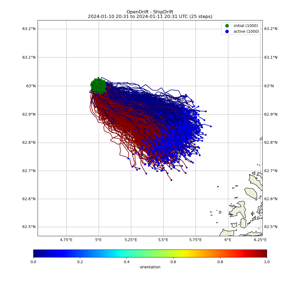 OpenDrift - ShipDrift
2024-01-10 20:31 to 2024-01-11 20:31 UTC (25 steps)
initial (1000)
active (1000)
63.2°N 63.2°N
63.1°N 63.1°N
63°N 63°N
62.9°N 62.9°N
62.8°N 62.8°N
62.7°N 62.7°N
62.6°N 62.6°N
62.5°N 62.5°N
4.75°E 5°E 5.25°E 5.5°E 5.75°E 6°E 6.25°E
0.0 0.2 0.4 0.6 0.8 1.0
orientation